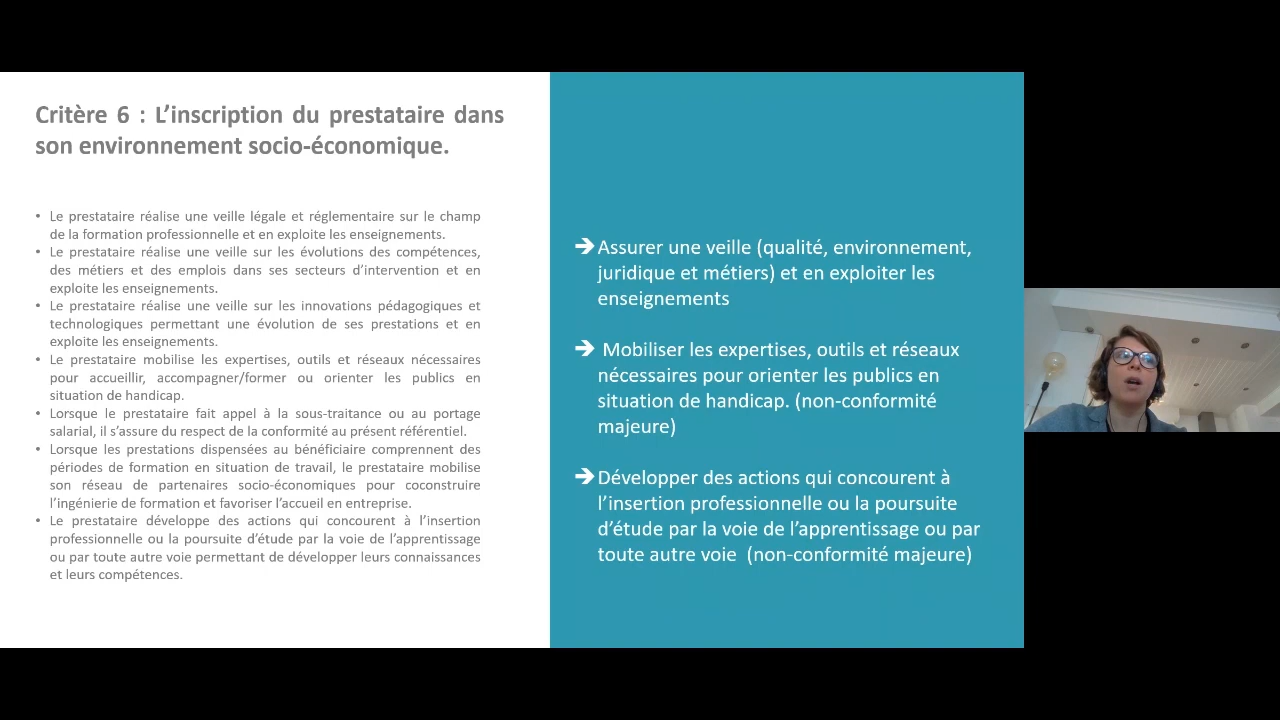 Critère 6 : L’inscription du prestataire dans
son environnement socio-économique.
• Le prestataire réalise une veille légale et réglementaire sur le champ
de la formation professionnelle et en exploite les enseignements.
• Le prestataire réalise une veille sur les évolutions des compétences,
des métiers et des emplois dans ses secteurs d’intervention et en
exploite les enseignements.
• Le prestataire réalise une veille sur les innovations pédagogiques et
technologiques permettant une évolution de ses prestations et en
exploite les enseignements.
• Le prestataire mobilise les expertises, outils et réseaux nécessaires
pour accueillir, accompagner/former ou orienter les publics en
situation de handicap.
• Lorsque le prestataire fait appel à la sous-traitance ou au portage
salarial, il s’assure du respect de la conformité au présent référentiel.
• Lorsque les prestations dispensées au bénéficiaire comprennent des
périodes de formation en situation de travail, le prestataire mobilise
son réseau de partenaires socio-économiques pour coconstruire
l’ingénierie de formation et favoriser l’accueil en entreprise.
• Le prestataire développe des actions qui concourent à l’insertion
professionnelle ou la poursuite d’étude par la voie de l’apprentissage
ou par toute autre voie permettant de développer leurs connaissances
et leurs compétences.
➔ Assurer une veille (qualité, environnement,
juridique et métiers) et en exploiter les
enseignements
➔ Mobiliser les expertises, outils et réseaux
nécessaires pour orienter les publics en
situation de handicap. (non-conformité
majeure)
➔ Développer des actions qui concourent à
l’insertion professionnelle ou la poursuite
d’étude par la voie de l’apprentissage ou par
toute autre voie (non-conformité majeure)